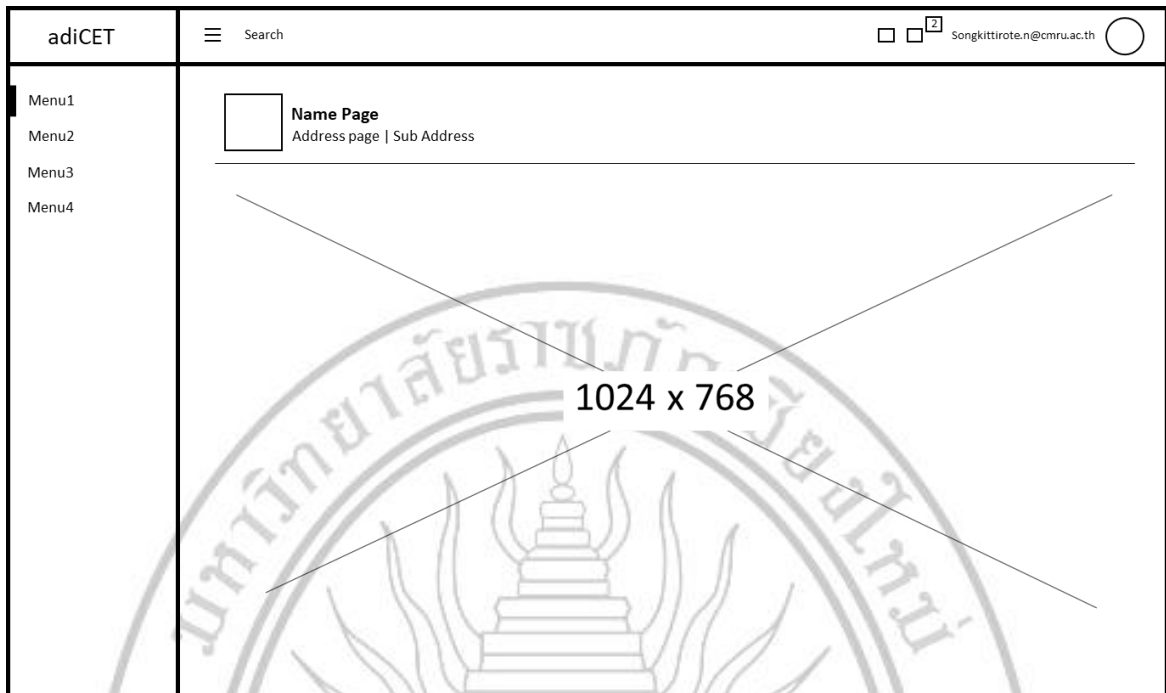 adiCET
Search
2
Songkittirote.n@cmru.ac.th
Menu1
Menu2
Menu3
Menu4
Name Page
Address page | Sub Address
1024 x 768
มหาวิทยาลัยราชภัฏเชียงใหม่